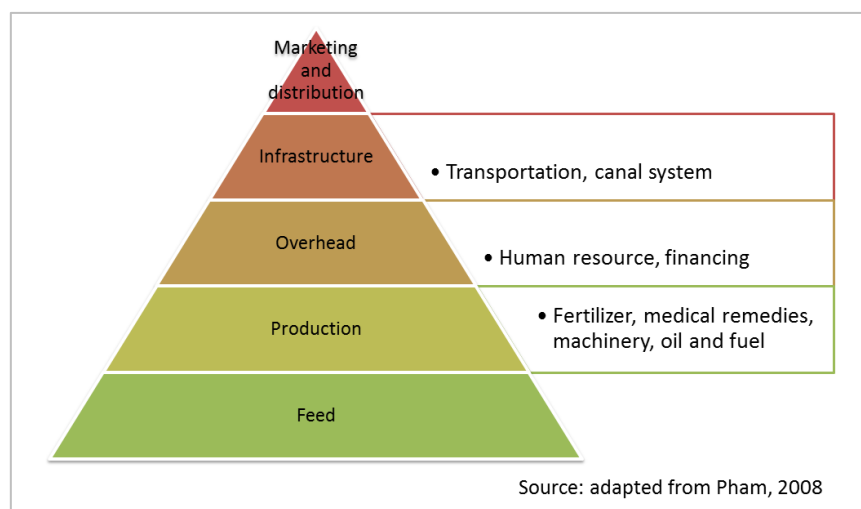 Marketing
and
distribution
Infrastructure
• Transportation, canal system
Overhead
• Human resource, financing
Production
• Fertilizer, medical remedies,
machinery, oil and fuel
Feed
Source: adapted from Pham, 2008